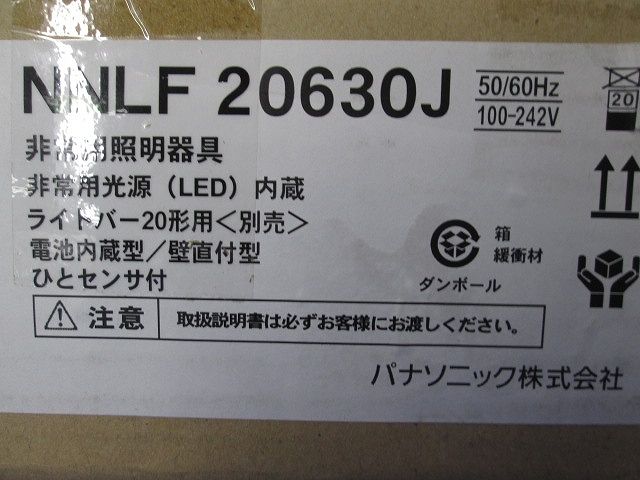 NNLF 20630J
50/60Hz
100-242V
20
非常用照明器具
非常用光源（LED）内蔵
ライトバー20形用＜別売＞
電池内蔵型／壁直付型
ひとセンサ付
箱
緩衝材
ダンボール
注意 取扱説明書は必ずお客様にお渡しください。
パナソニック株式会社